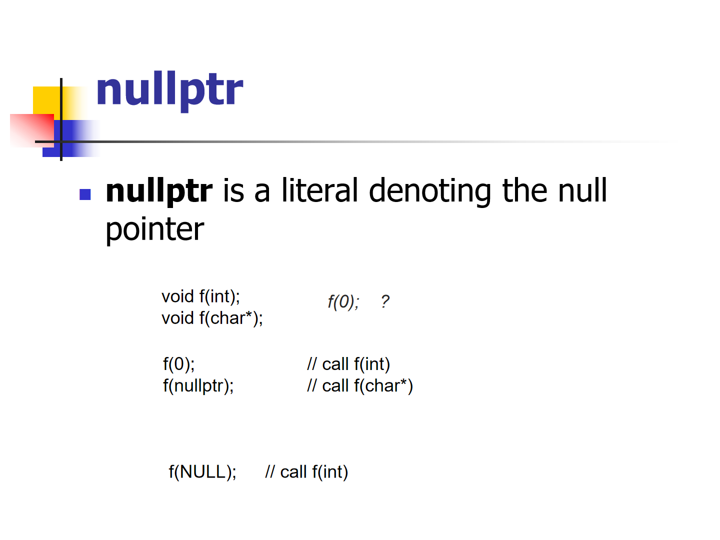 nullptr
nullptr is a literal denoting the null
pointer
void f(int);
f(0); ?
void f(char*);
f(0); // call f(int)
f(nullptr); // call f(char*)
f(NULL); // call f(int)